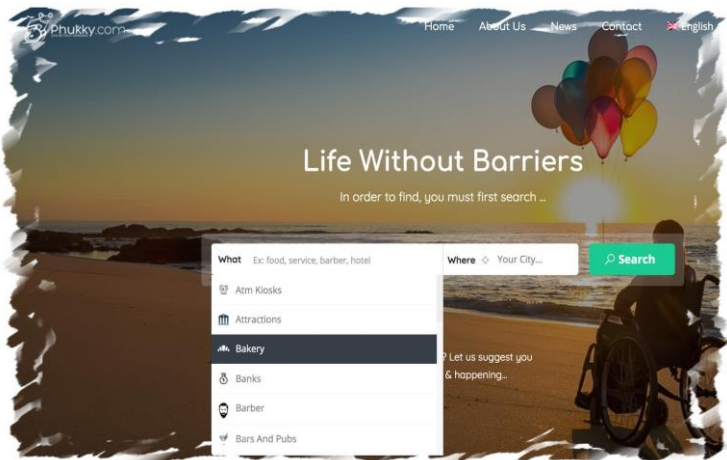 Phukky.com
Home About Us News Contact English
Life Without Barriers
In order to find, you must first search ...
What Ex: food, service, barber, hotel Where Your City... Search
Atm Kiosks
Attractions
Bakery
? Let us suggest you
Banks
& happening...
Barber
Bars And Pubs